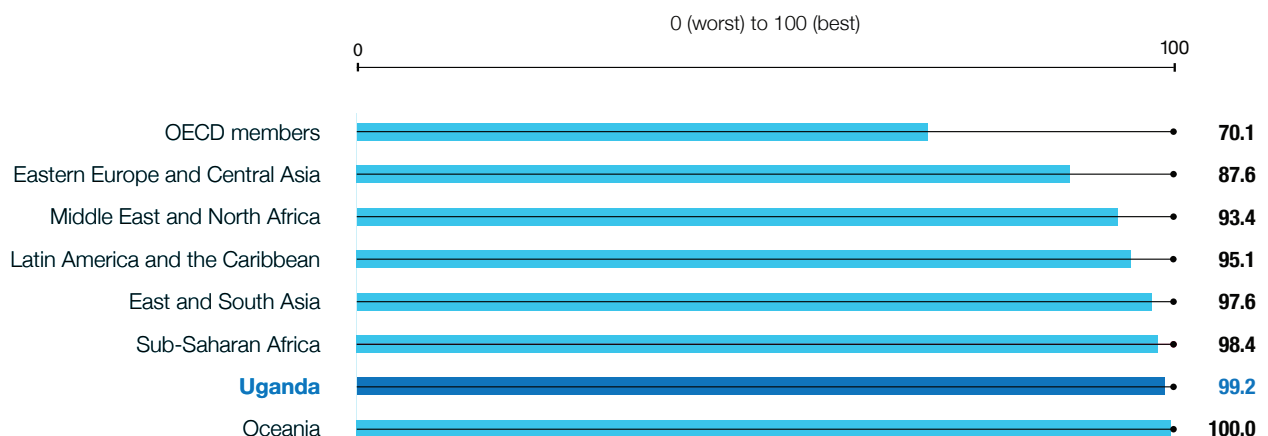 0 (worst) to 100 (best)
0 100
OECD members 70.1
Eastern Europe and Central Asia 87.6
Middle East and North Africa 93.4
Latin America and the Caribbean 95.1
East and South Asia 97.6
Sub-Saharan Africa 98.4
Uganda 99.2
Oceania 100.0